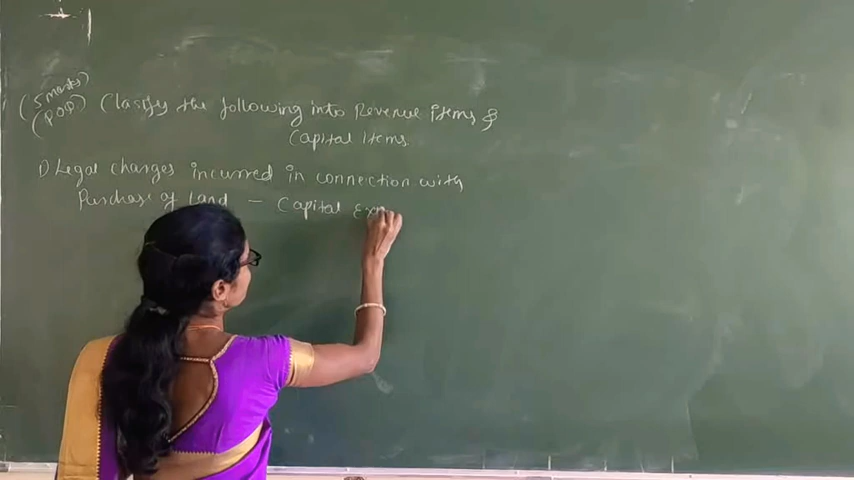 (5 marks)
(POQ) Classify the following into Revenue items &
Capital Items.
1) Legal charges incurred in connection with
Purchase of Land - Capital Exp